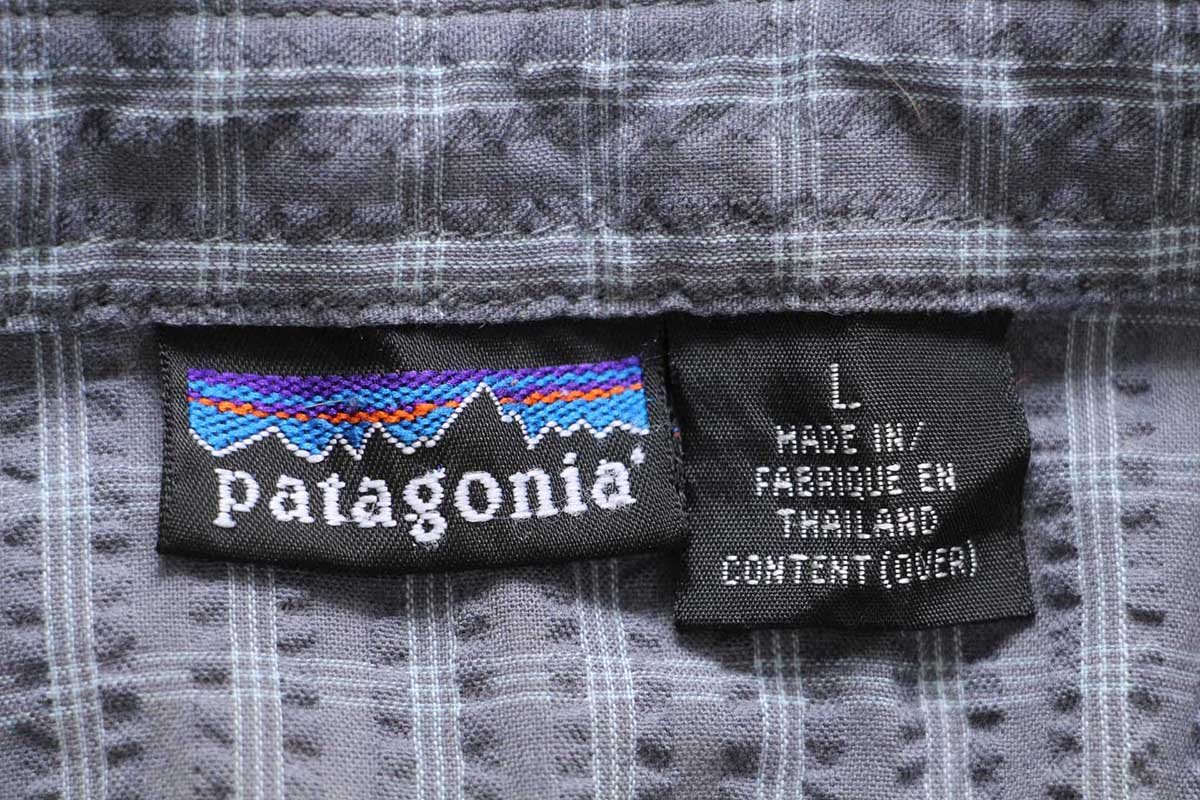 patagonia
L
MADE IN/
FABRIQUE EN
THAILAND
CONTENT (OVER)